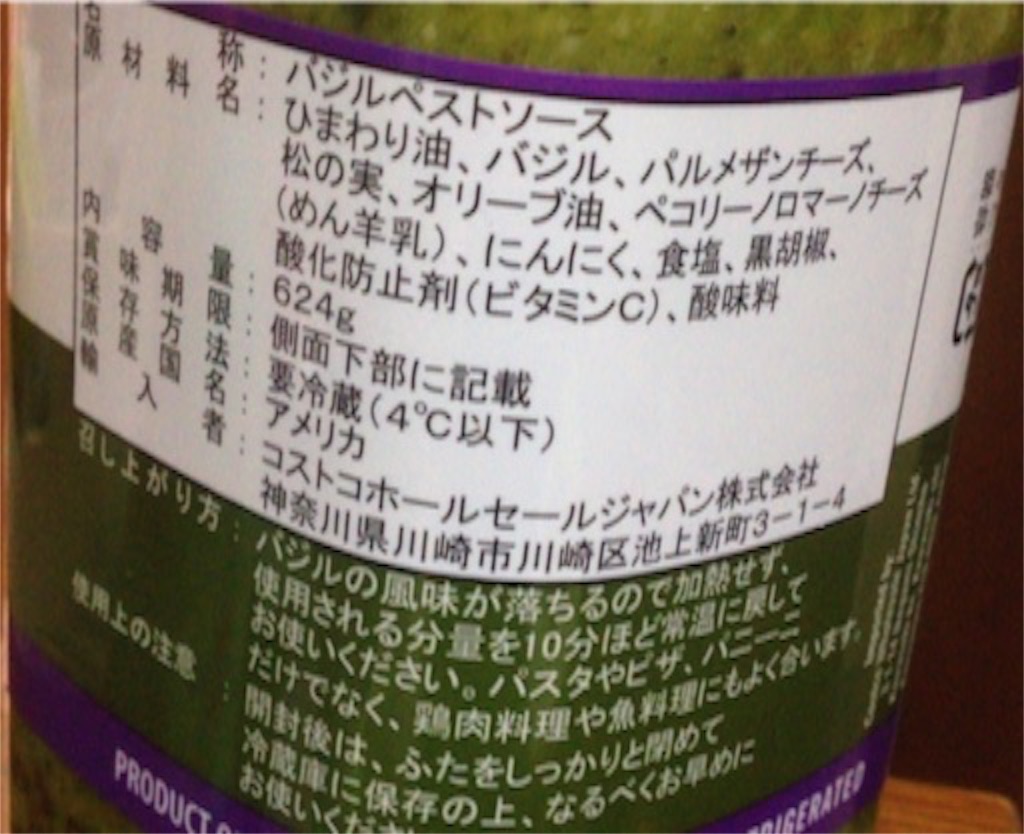 名称：バジルペストソース
原材料名：ひまわり油、バジル、パルメザンチーズ、
松の実、オリーブ油、ペコリーノロマーノチーズ
（めん羊乳）、にんにく、食塩、黒胡椒、
酸化防止剤（ビタミンC）、酸味料
内容量：624g
賞味期限：側面下部に記載
保存方法：要冷蔵（4℃以下）
原産国名：アメリカ
輸入者：コストコホールセールジャパン株式会社
神奈川県川崎市川崎区池上新町3-1-4
召し上がり方：バジルの風味が落ちるので加熱せず、
使用される分量を10分ほど常温に戻して
お使いください。パスタやピザ、パニーニ
だけでなく、鶏肉料理や魚料理にもよく合います。
使用上の注意：開封後は、ふたをしっかりと閉めて
冷蔵庫に保存の上、なるべくお早めに
お使いくださ
PRODUCT
RIGERATED